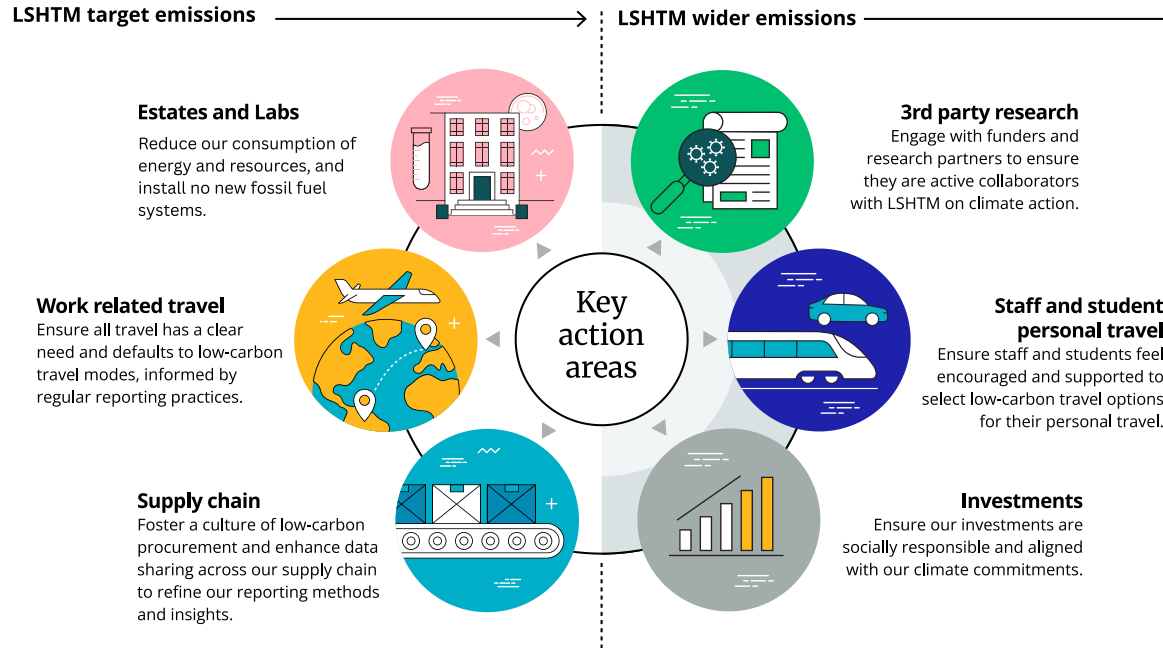 LSHTM target emissions
LSHTM wider emissions
Estates and Labs
Reduce our consumption of
energy and resources, and
install no new fossil fuel
systems.
Work related travel
Ensure all travel has a clear
need and defaults to low-carbon
travel modes, informed by
regular reporting practices.
Supply chain
Foster a culture of low-carbon
procurement and enhance data
sharing across our supply chain
to refine our reporting methods
and insights.
Key
action
areas
3rd party research
Engage with funders and
research partners to ensure
they are active collaborators
with LSHTM on climate action.
Staff and student
personal travel
Ensure staff and students feel
encouraged and supported to
select low-carbon travel options
for their personal travel.
Investments
Ensure our investments are
socially responsible and aligned
with our climate commitments.